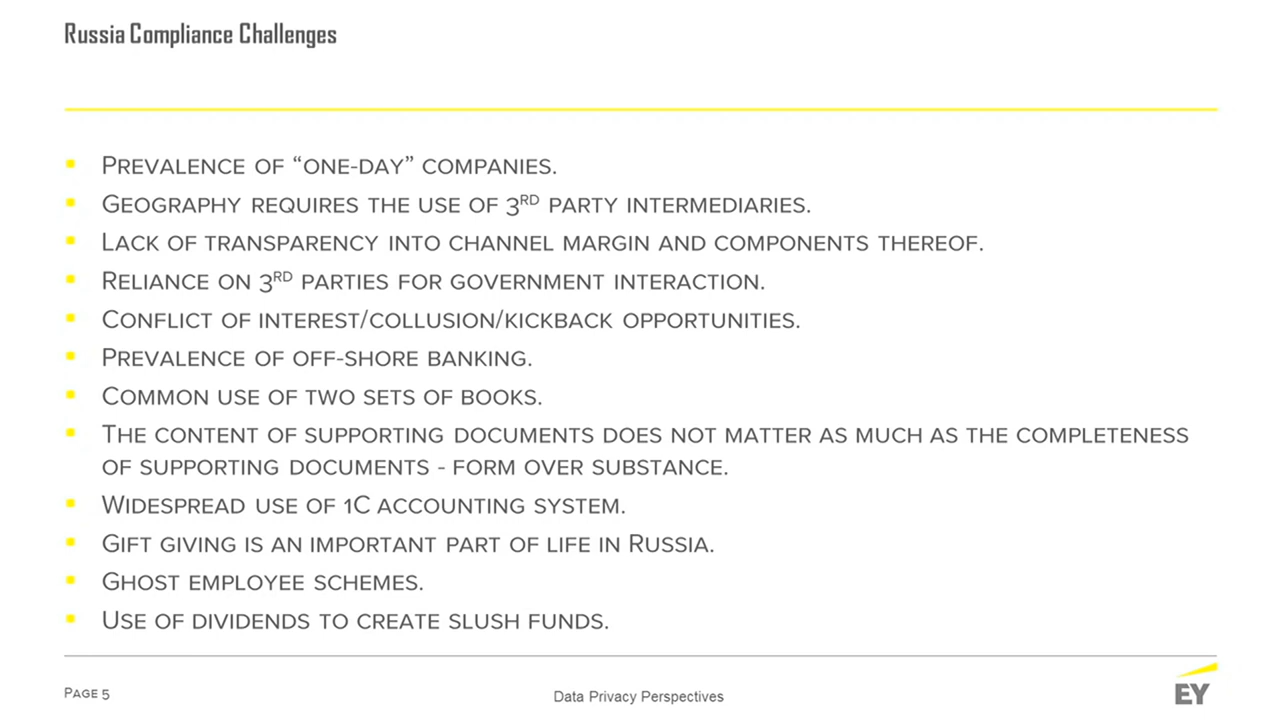 Russia Compliance Challenges
▪ PREVALENCE OF “ONE-DAY” COMPANIES.
▪ GEOGRAPHY REQUIRES THE USE OF 3RD PARTY INTERMEDIARIES.
▪ LACK OF TRANSPARENCY INTO CHANNEL MARGIN AND COMPONENTS THEREOF.
▪ RELIANCE ON 3RD PARTIES FOR GOVERNMENT INTERACTION.
▪ CONFLICT OF INTEREST/COLLUSION/KICKBACK OPPORTUNITIES.
▪ PREVALENCE OF OFF-SHORE BANKING.
▪ COMMON USE OF TWO SETS OF BOOKS.
▪ THE CONTENT OF SUPPORTING DOCUMENTS DOES NOT MATTER AS MUCH AS THE COMPLETENESS
OF SUPPORTING DOCUMENTS - FORM OVER SUBSTANCE.
▪ WIDESPREAD USE OF 1C ACCOUNTING SYSTEM.
▪ GIFT GIVING IS AN IMPORTANT PART OF LIFE IN RUSSIA.
▪ GHOST EMPLOYEE SCHEMES.
▪ USE OF DIVIDENDS TO CREATE SLUSH FUNDS.
PAGE 5
Data Privacy Perspectives
EY